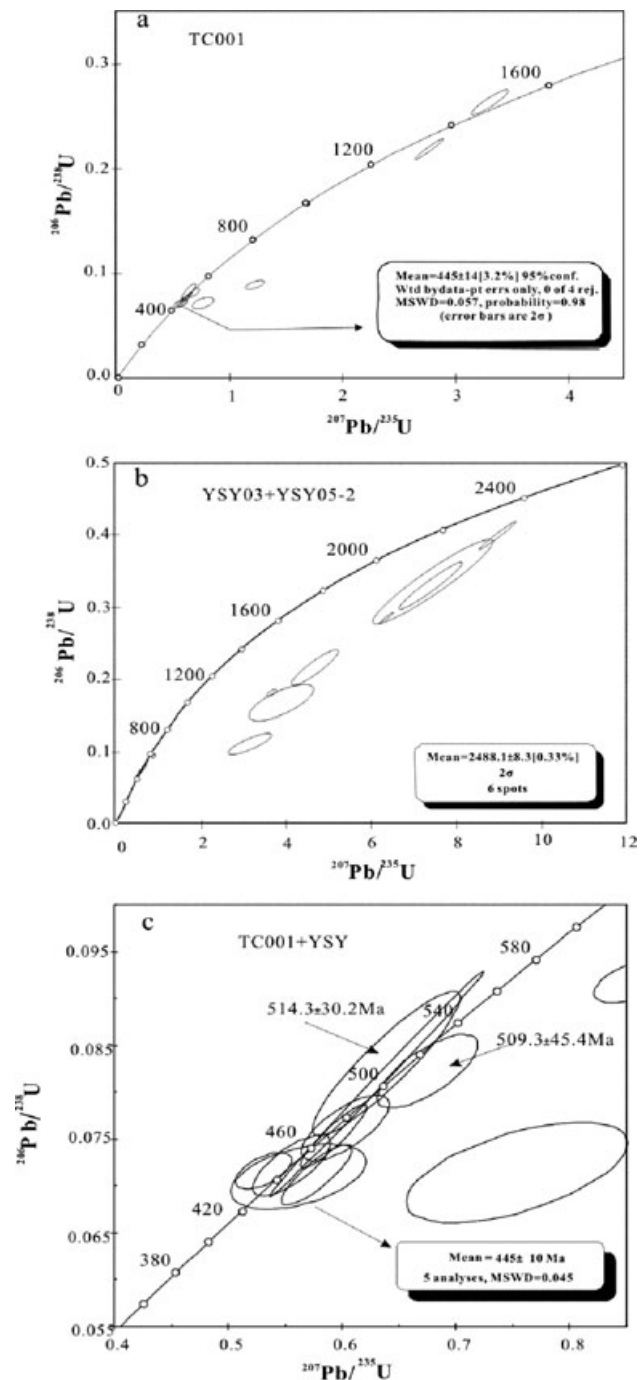 a
TC001
0.3
0.2
0.1
0.0
²⁰⁶Pb/²³⁸U
400
800
1200
1600
Mean=445±14[3.2%] 95%conf.
Wtd bydata-pt errs only, 0 of 4 rej.
MSWD=0.057, probability=0.98
(error bars are 2σ)
0 1 2 3 4
²⁰⁷Pb/²³⁵U
b
YSY03+YSY05-2
0.5
0.4
0.3
0.2
0.1
0.0
²⁰⁶Pb/²³⁸U
800
1200
1600
2000
2400
Mean=2488.1±8.3[0.33%]
2σ
6 spots
0 2 4 6 8 10 12
²⁰⁷Pb/²³⁵U
c
TC001+YSY
0.095
0.085
0.075
0.065
0.055
²⁰⁶Pb/²³⁸U
580
540
500
460
420
380
514.3±30.2Ma
509.3±45.4Ma
Mean = 445± 10 Ma
5 analyses, MSWD=0.045
0.4 0.5 0.6 0.7 0.8
²⁰⁷Pb/²³⁵U